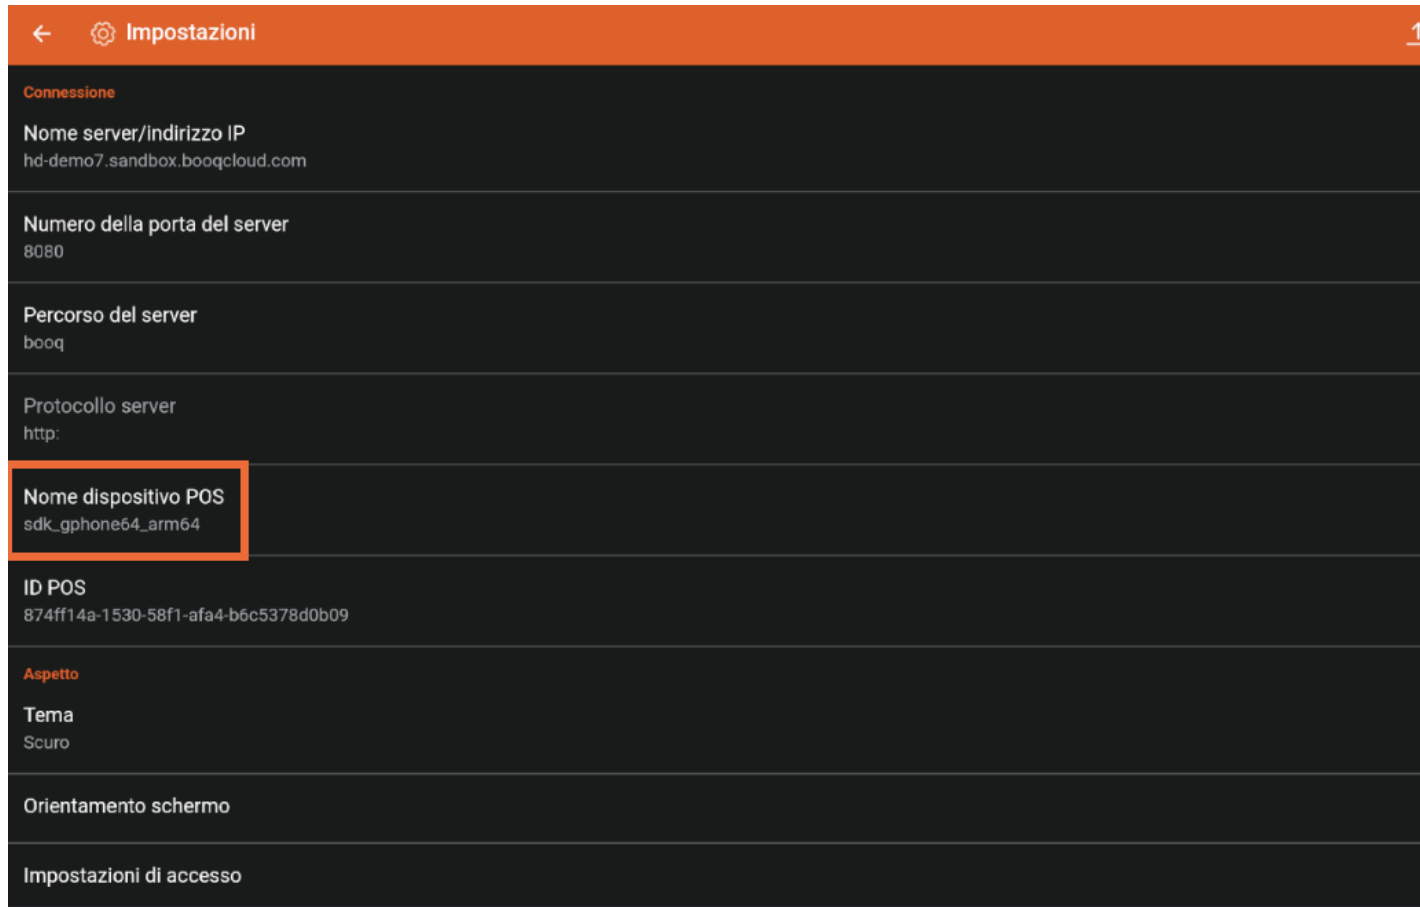 Impostazioni
Connessione
Nome server/indirizzo IP
hd-demo7.sandbox.booqcloud.com
Numero della porta del server
8080
Percorso del server
booq
Protocollo server
http:
Nome dispositivo POS
sdk_gphone64_arm64
ID POS
874ff14a-1530-58f1-afa4-b6c5378d0b09
Aspetto
Tema
Scuro
Orientamento schermo
Impostazioni di accesso